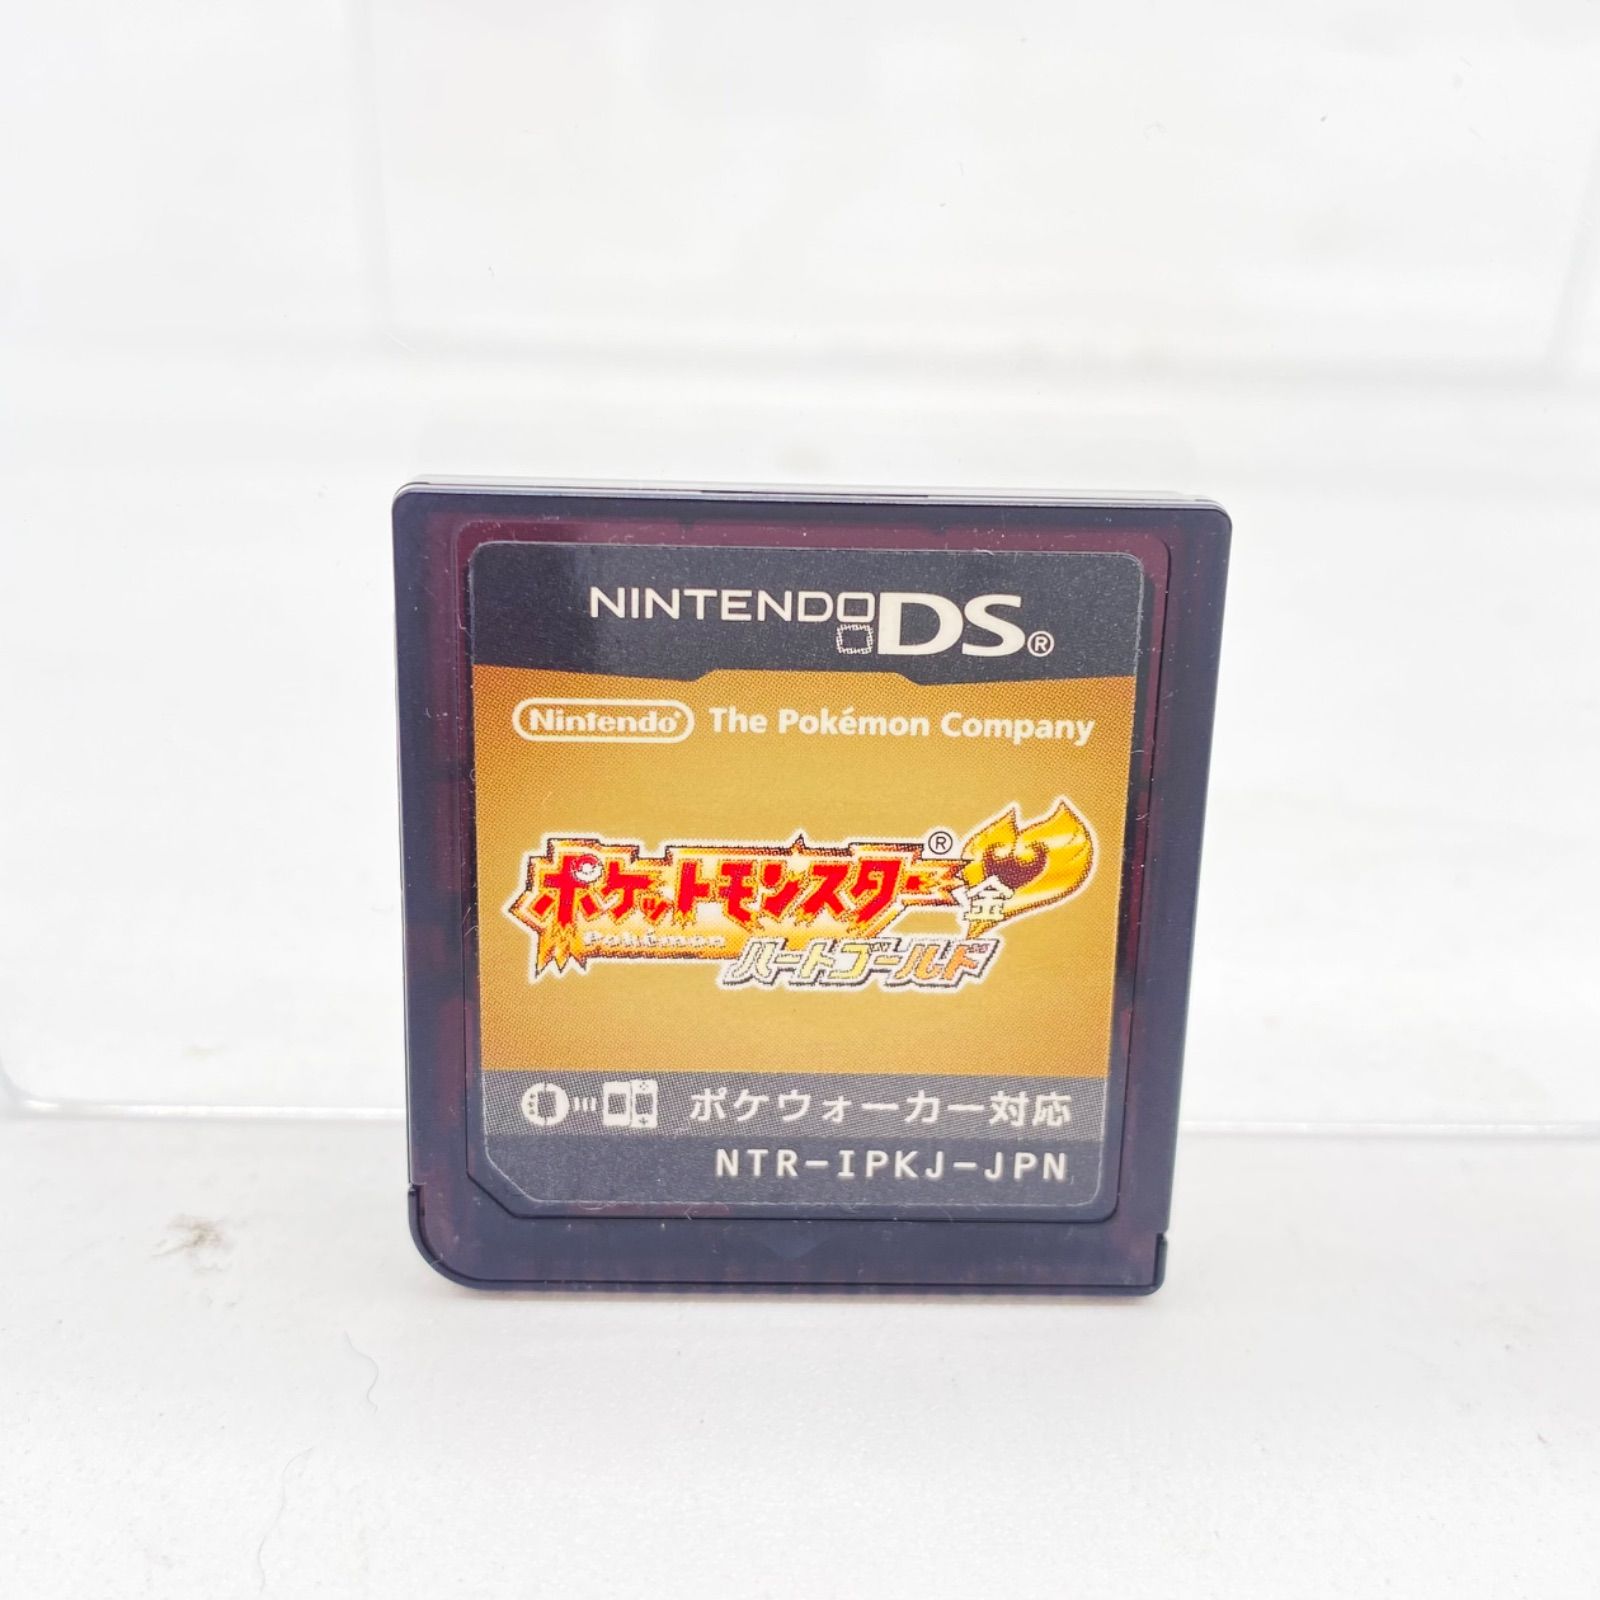 NINTENDO DS®
Nintendo® The Pokémon Company
ポケットモンスター®
金
Pokémon
ハートゴールド
ポケウォーカー対応
NTR-IPKJ-JPN